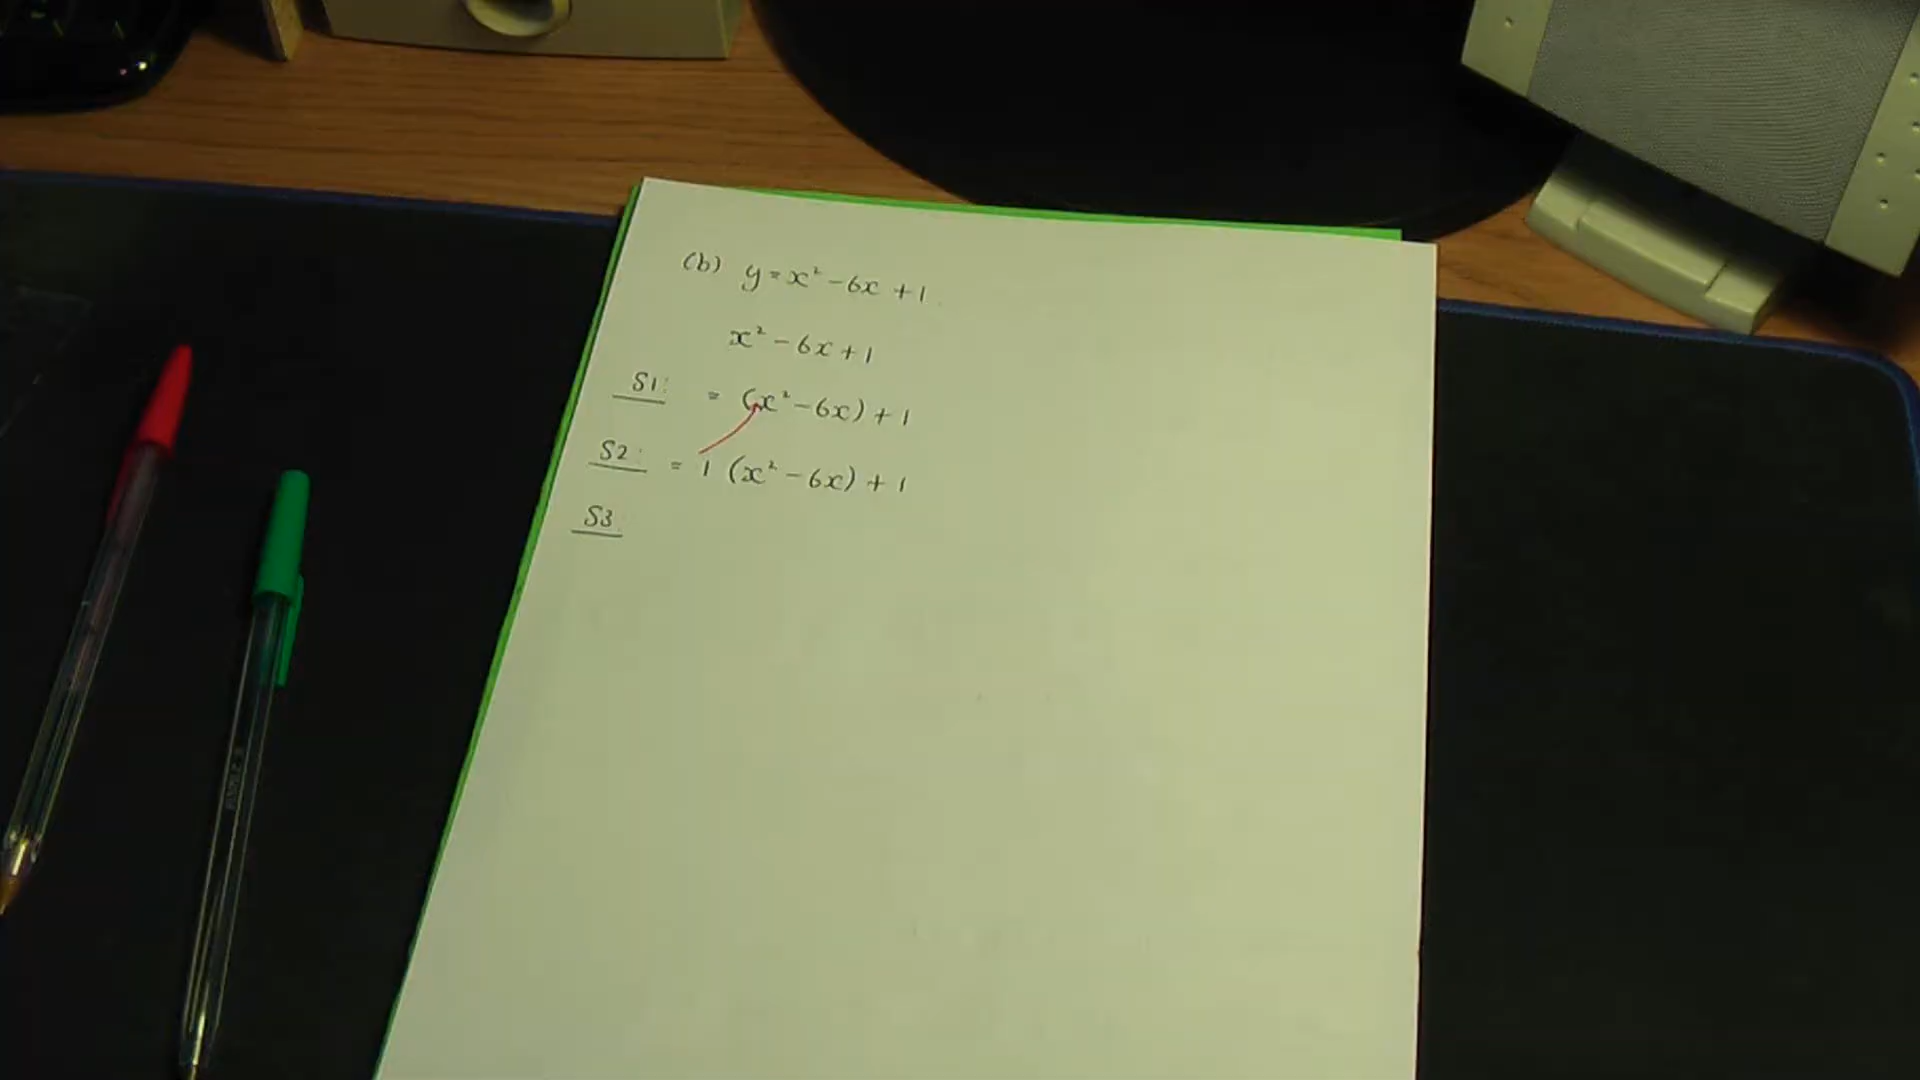 (b) y = x² - 6x + 1
x² - 6x + 1
S1: = (x² - 6x) + 1
S2: = 1 (x² - 6x) + 1
S3: